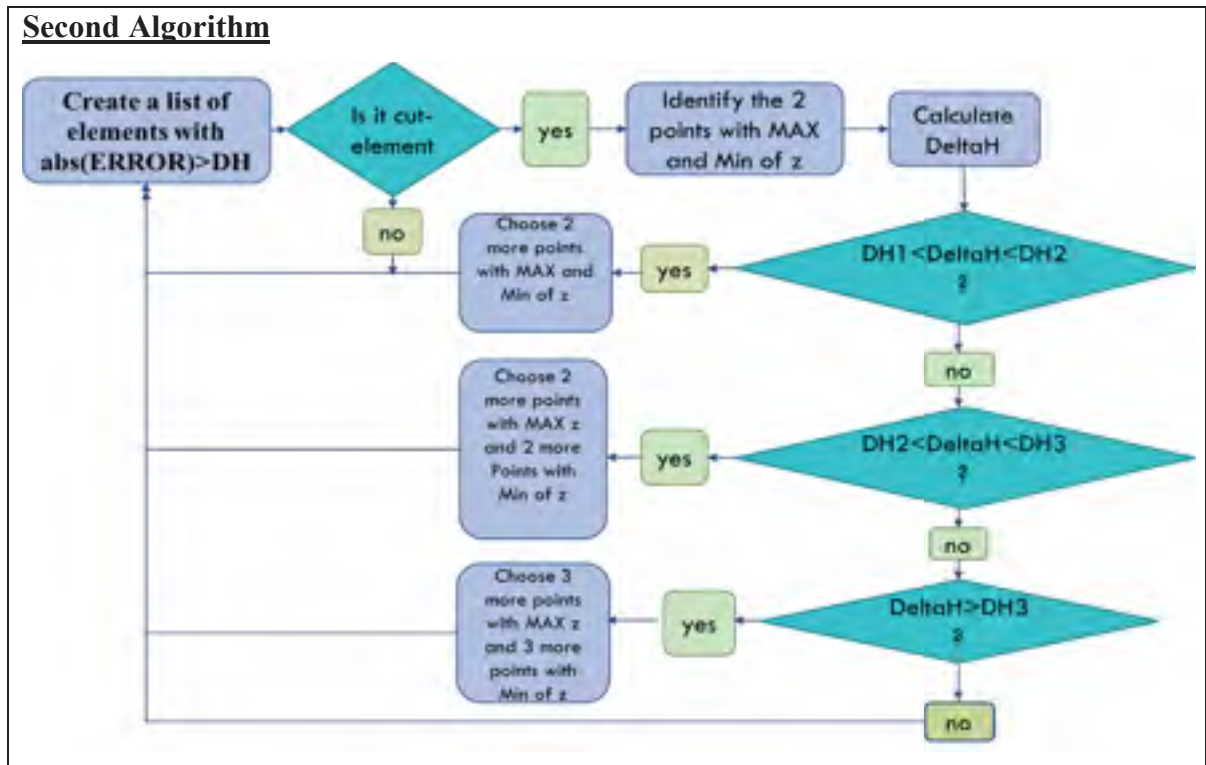 Second Algorithm
Create a list of
elements with
abs(ERROR)>DH
Is it cut-
element
yes
Identify the 2
points with MAX
and Min of z
Calculate
DeltaH
no
Choose 2
more points
with MAX and
Min of z
yes
DH1<DeltaH<DH2
?
no
Choose 2
more points
with MAX z
and 2 more
Points with
Min of z
yes
DH2<DeltaH<DH3
?
no
Choose 3
more points
with MAX z
and 3 more
points with
Min of z
yes
DeltaH>DH3
?
no